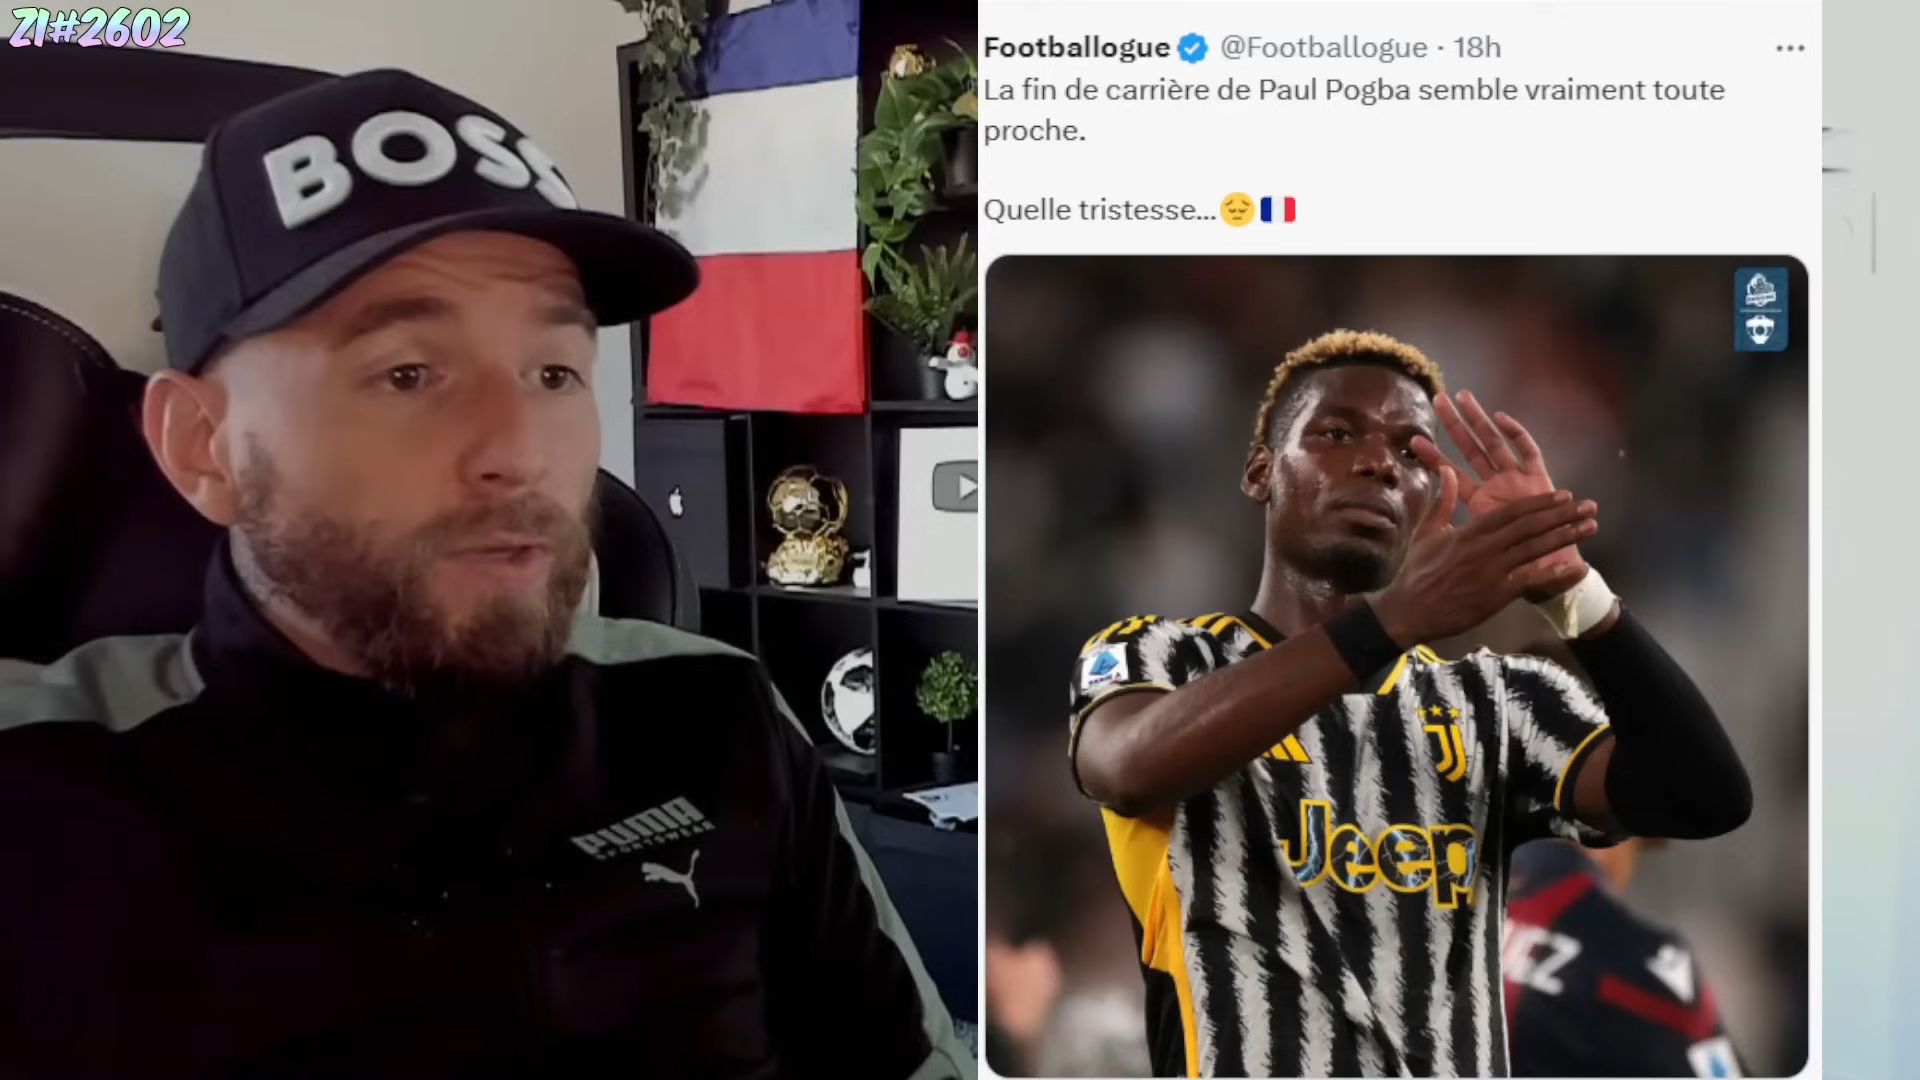 ZI#2602
BOSS
PUMA
SPORTSWEAR
Footballogue @Footballogue · 18h
La fin de carrière de Paul Pogba semble vraiment toute
proche.
Quelle tristesse...😔🇫🇷
Jeep